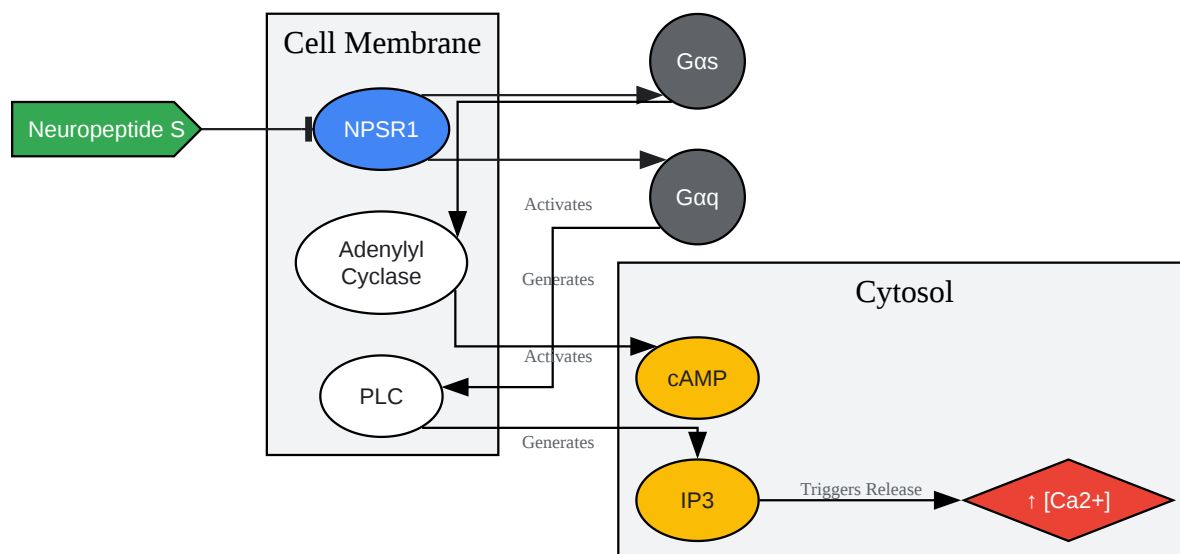 Cell Membrane
Gαs
Neuropeptide S
NPSR1
Gαq
Activates
Adenylyl
Cyclase
Generates
Cytosol
Activates
cAMP
PLC
Generates
IP3
Triggers Release
↑ [Ca2+]